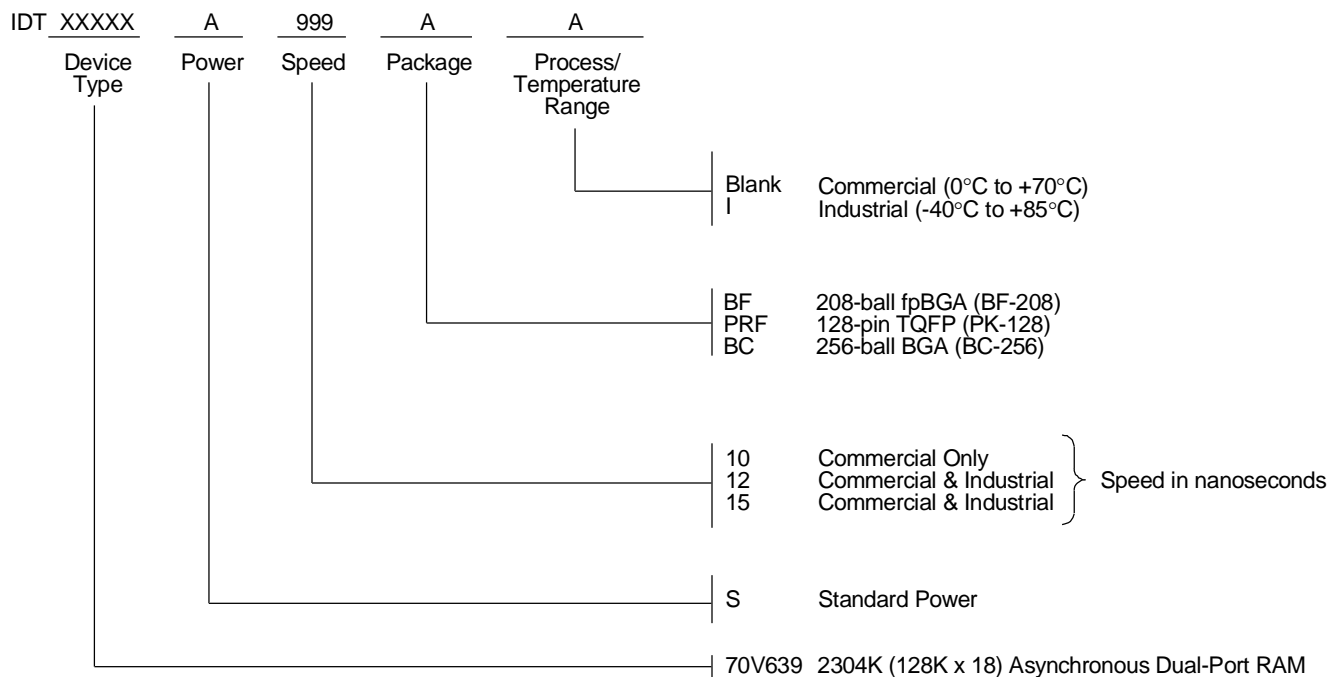 IDT XXXXX A 999 A A
Device Type Power Speed Package Process/ Temperature Range
Blank Commercial (0°C to +70°C)
I Industrial (-40°C to +85°C)
BF 208-ball fpBGA (BF-208)
PRF 128-pin TQFP (PK-128)
BC 256-ball BGA (BC-256)
10 Commercial Only
12 Commercial & Industrial
15 Commercial & Industrial
Speed in nanoseconds
S Standard Power
70V639 2304K (128K x 18) Asynchronous Dual-Port RAM